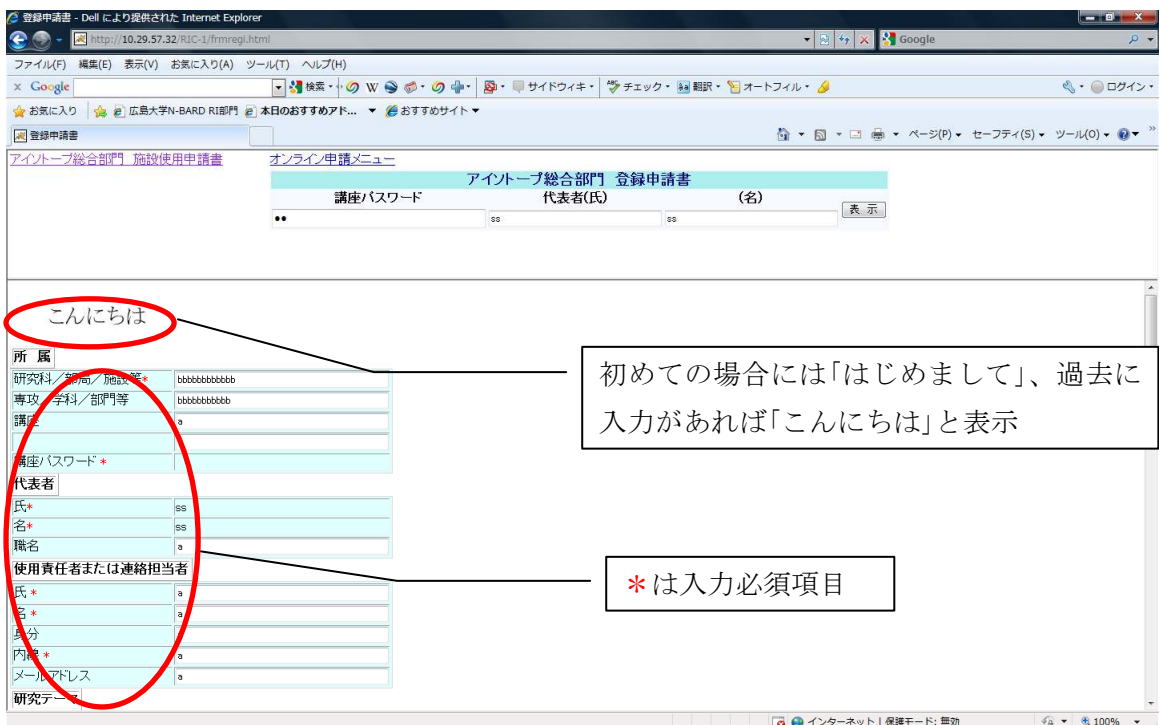 登録申請書 - Dell により提供された Internet Explorer
http://10.29.57.32/RIC-1/frmregi.html
Google
ファイル(F) 編集(E) 表示(V) お気に入り(A) ツール(T) ヘルプ(H)
x Google 検索 サイドウィキ チェック 翻訳 オートフィル ログイン
お気に入り 広島大学N-BARD RI部門 本日のおすすめアド... おすすめサイト
登録申請書
ページ(P) セーフティ(S) ツール(O)
アイソトープ総合部門 施設使用申請書 オンライン申請メニュー
アイソトープ総合部門 登録申請書
講座パスワード 代表者(氏) (名)
●● ss ss 表 示
こんにちは
所 属
研究科／部局／施設等* bbbbbbbbbbbb
専攻／学科／部門等 bbbbbbbbbbb
講座 a
講座パスワード *
代表者
氏* ss
名* ss
職名 a
使用責任者または連絡担当者
氏 * a
名 * a
身分
内線 * a
メールアドレス a
研究テーマ
初めての場合には「はじめまして」、過去に
入力があれば「こんにちは」と表示
*は入力必須項目
インターネット | 保護モード: 無効 100%